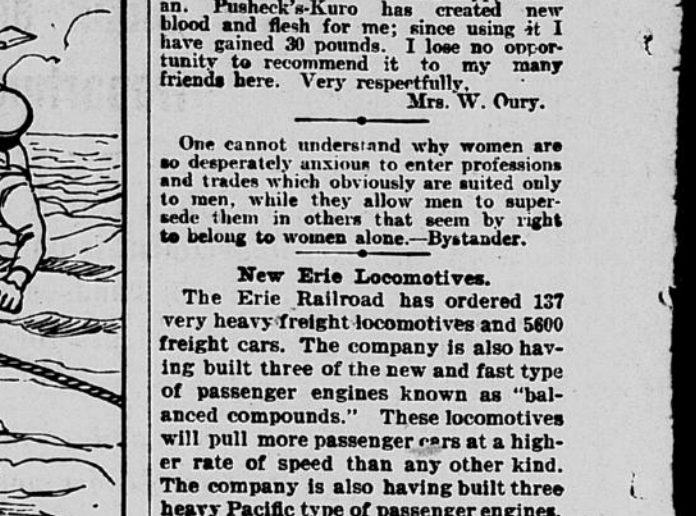 an. Pusheck's-Kuro has created new
blood and flesh for me; since using it I
have gained 30 pounds. I lose no oppor-
tunity to recommend it to my many
friends here. Very respectfully,
Mrs. W. Oury.
One cannot understand why women are
so desperately anxious to enter professions
and trades which obviously are suited only
to men, while they allow men to super-
sede them in others that seem by right
to belong to women alone.—Bystander.
New Erie Locomotives.
The Erie Railroad has ordered 137
very heavy freight locomotives and 5600
freight cars. The company is also hav-
ing built three of the new and fast type
of passenger engines known as "bal-
anced compounds." These locomotives
will pull more passenger cars at a high-
er rate of speed than any other kind.
The company is also having built three
heavy Pacific type of passenger engines,